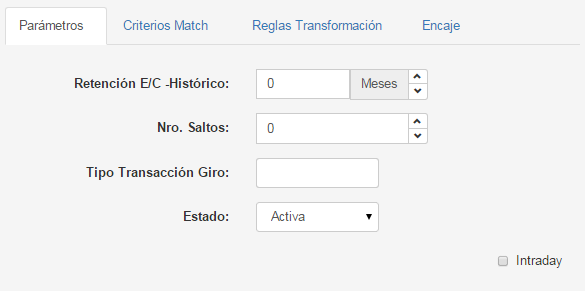 Parámetros Criterios Match Reglas Transformación Encaje
Retención E/C -Histórico: 0 Meses
Nro. Saltos: 0
Tipo Transacción Giro:
Estado: Activa
Intraday